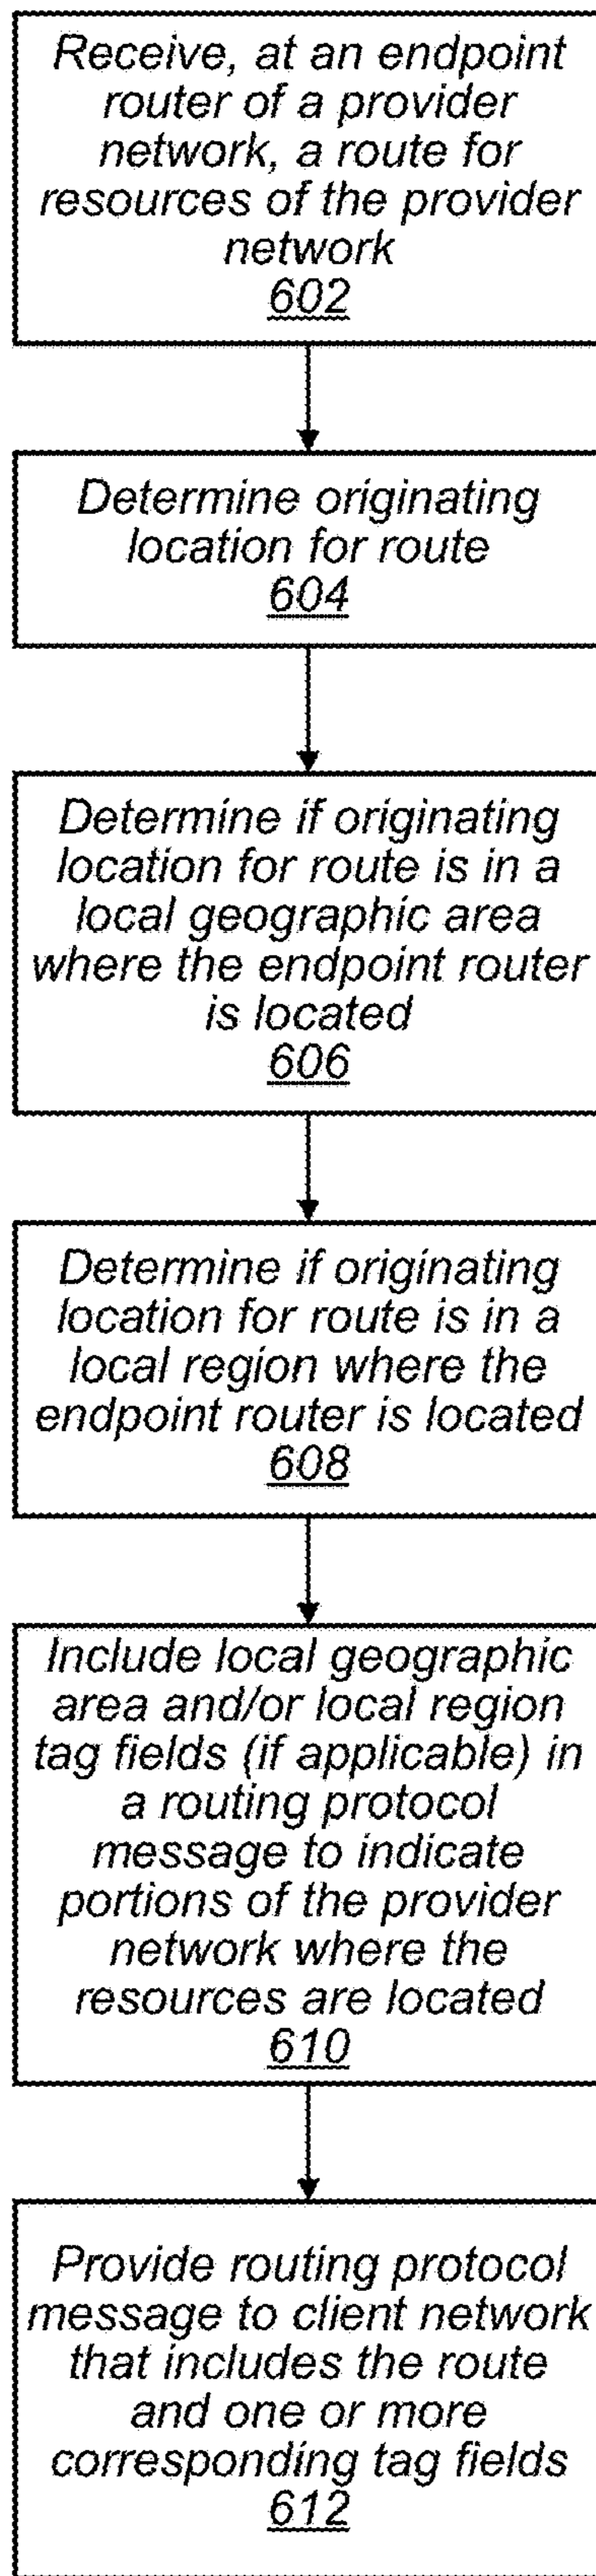 Receive, at an endpoint
router of a provider
network, a route for
resources of the provider
network
602
Determine originating
location for route
604
Determine if originating
location for route is in a
local geographic area
where the endpoint router
is located
606
Determine if originating
location for route is in a
local region where the
endpoint router is located
608
Include local geographic
area and/or local region
tag fields (if applicable) in
a routing protocol
message to indicate
portions of the provider
network where the
resources are located
610
Provide routing protocol
message to client network
that includes the route
and one or more
corresponding tag fields
612